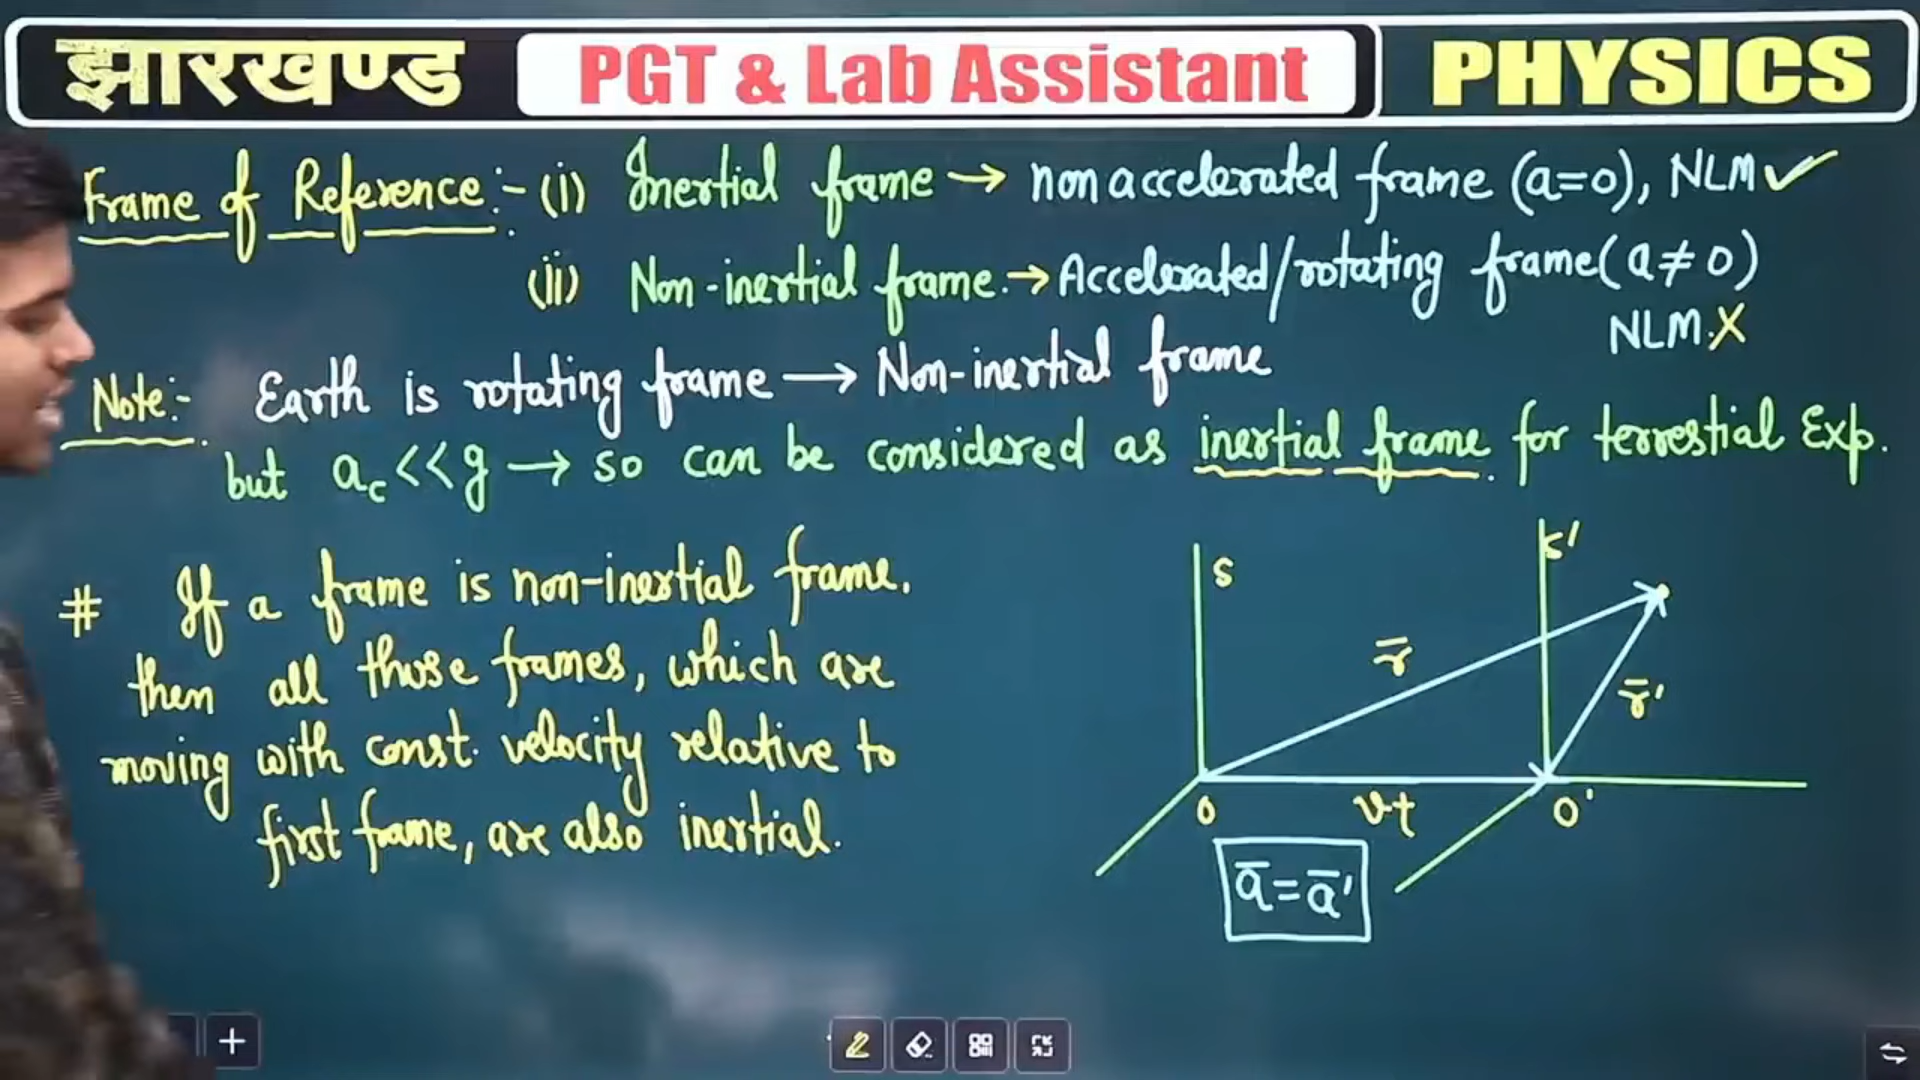 झारखण्ड PGT & Lab Assistant PHYSICS
Frame of Reference:- (i) Inertial frame → non accelerated frame (a=0), NLM ✓
(ii) Non-inertial frame. → Accelerated/rotating frame (a ≠ 0)
NLM. X
Note:- Earth is rotating frame → Non-inertial frame
but a_c << g → so can be considered as inertial frame for terrestial Exp.
# If a frame is non-inertial frame.
then all those frames, which are
moving with const. velocity relative to
first frame, are also inertial.
S
S'
r̄
r̄'
O
vt
O'
ā = ā'